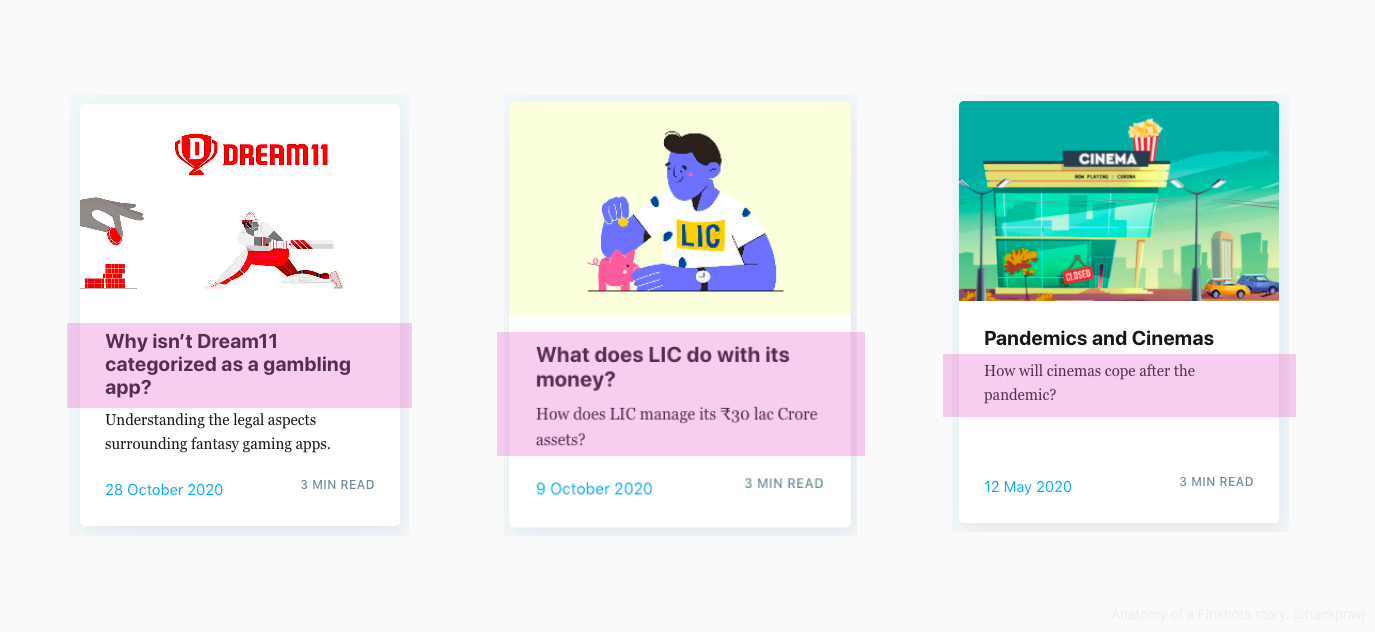 DREAM11
Why isn't Dream11
categorized as a gambling
app?
Understanding the legal aspects
surrounding fantasy gaming apps.
28 October 2020
3 MIN READ
LIC
What does LIC do with its
money?
How does LIC manage its ₹30 lac Crore
assets?
9 October 2020
3 MIN READ
CINEMA
NOW PLAYING : CORONA
CLOSED
Pandemics and Cinemas
How will cinemas cope after the
pandemic?
12 May 2020
3 MIN READ
Anatomy of a Finshots story: @hackpravj